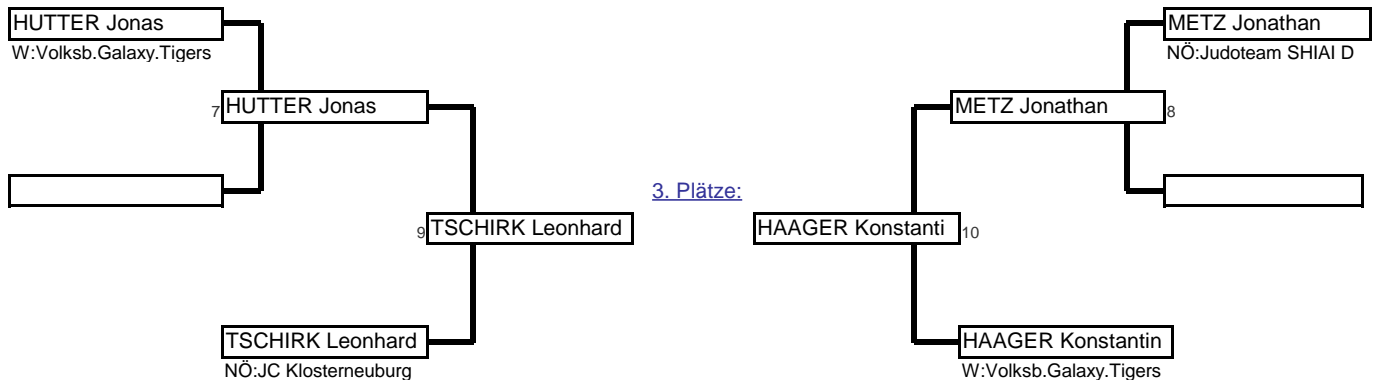 HUTTER Jonas
W:Volksb.Galaxy.Tigers
METZ Jonathan
NÖ:Judoteam SHIAI D
7 HUTTER Jonas
METZ Jonathan 8
3. Plätze:
9 TSCHIRK Leonhard
HAAGER Konstanti 10
TSCHIRK Leonhard
NÖ:JC Klosterneuburg
HAAGER Konstantin
W:Volksb.Galaxy.Tigers